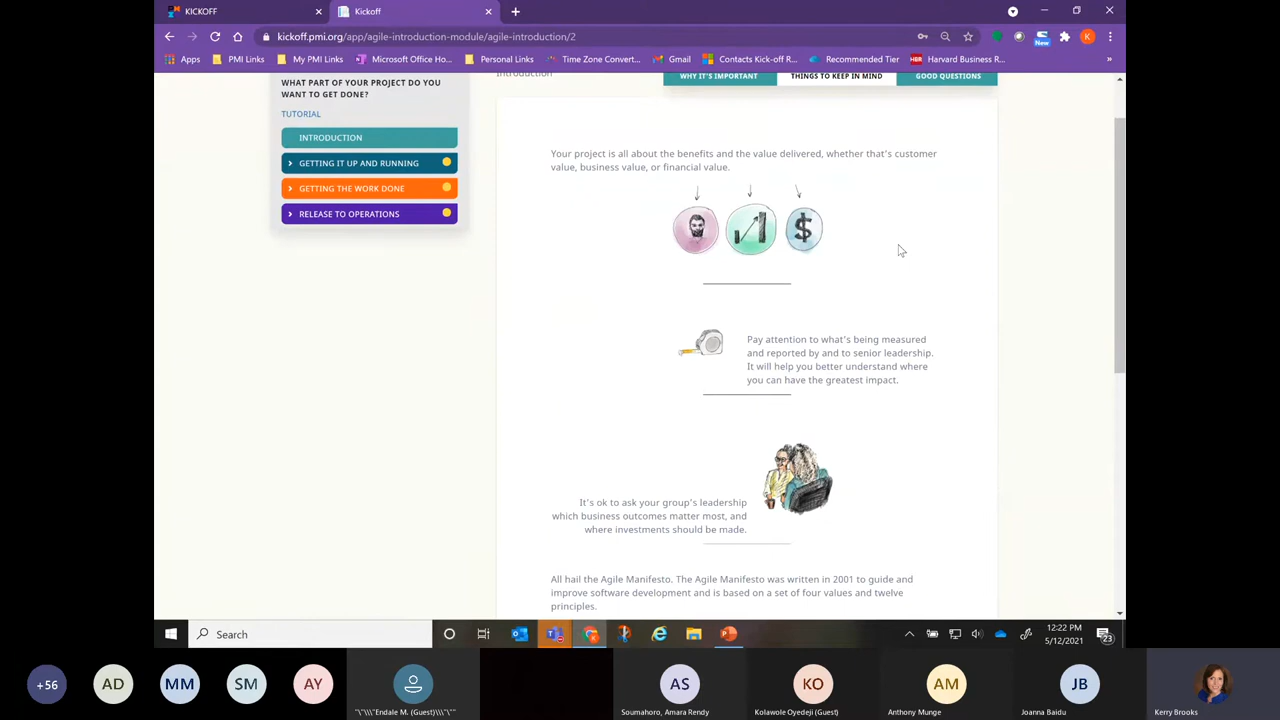 KICKOFF
Kickoff
kickoff.pmi.org/app/agile-introduction-module/agile-introduction/2
New
K
Apps
PMI Links
My PMI Links
Microsoft Office Ho...
Personal Links
Time Zone Convert...
Gmail
Contacts Kick-off R...
Recommended Tier
HBR
Harvard Business R...
»
WHAT PART OF YOUR PROJECT DO YOU
WANT TO GET DONE?
TUTORIAL
INTRODUCTION
GETTING IT UP AND RUNNING
GETTING THE WORK DONE
RELEASE TO OPERATIONS
Introduction
WHY IT'S IMPORTANT
THINGS TO KEEP IN MIND
GOOD QUESTIONS
Your project is all about the benefits and the value delivered, whether that's customer
value, business value, or financial value.
$
Pay attention to what's being measured
and reported by and to senior leadership.
It will help you better understand where
you can have the greatest impact.
It's ok to ask your group's leadership
which business outcomes matter most, and
where investments should be made.
All hail the Agile Manifesto. The Agile Manifesto was written in 2001 to guide and
improve software development and is based on a set of four values and twelve
principles.
Search
12:22 PM
5/12/2021
23
+56
AD
MM
SM
AY
"\"\\\"Endale M. (Guest)\\\"\""
AS
Soumahoro, Amara Rendy
KO
Kolawole Oyedeji (Guest)
AM
Anthony Munge
JB
Joanna Baidu
Kerry Brooks